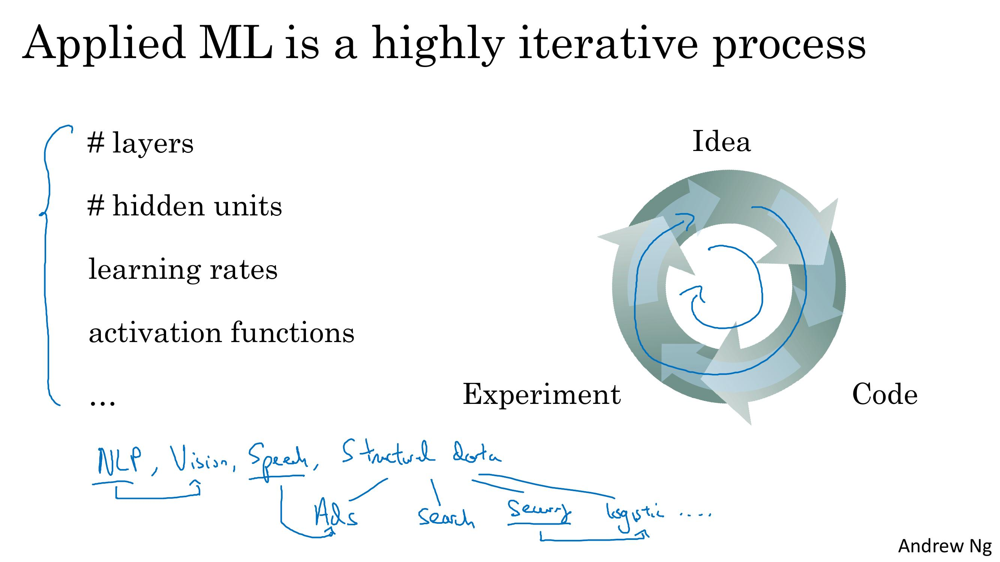 Applied ML is a highly iterative process
# layers
# hidden units
learning rates
activation functions
...
Idea
Experiment
Code
NLP, Vision, Speech, Structural data
Ads Search Security logistic ....
Andrew Ng